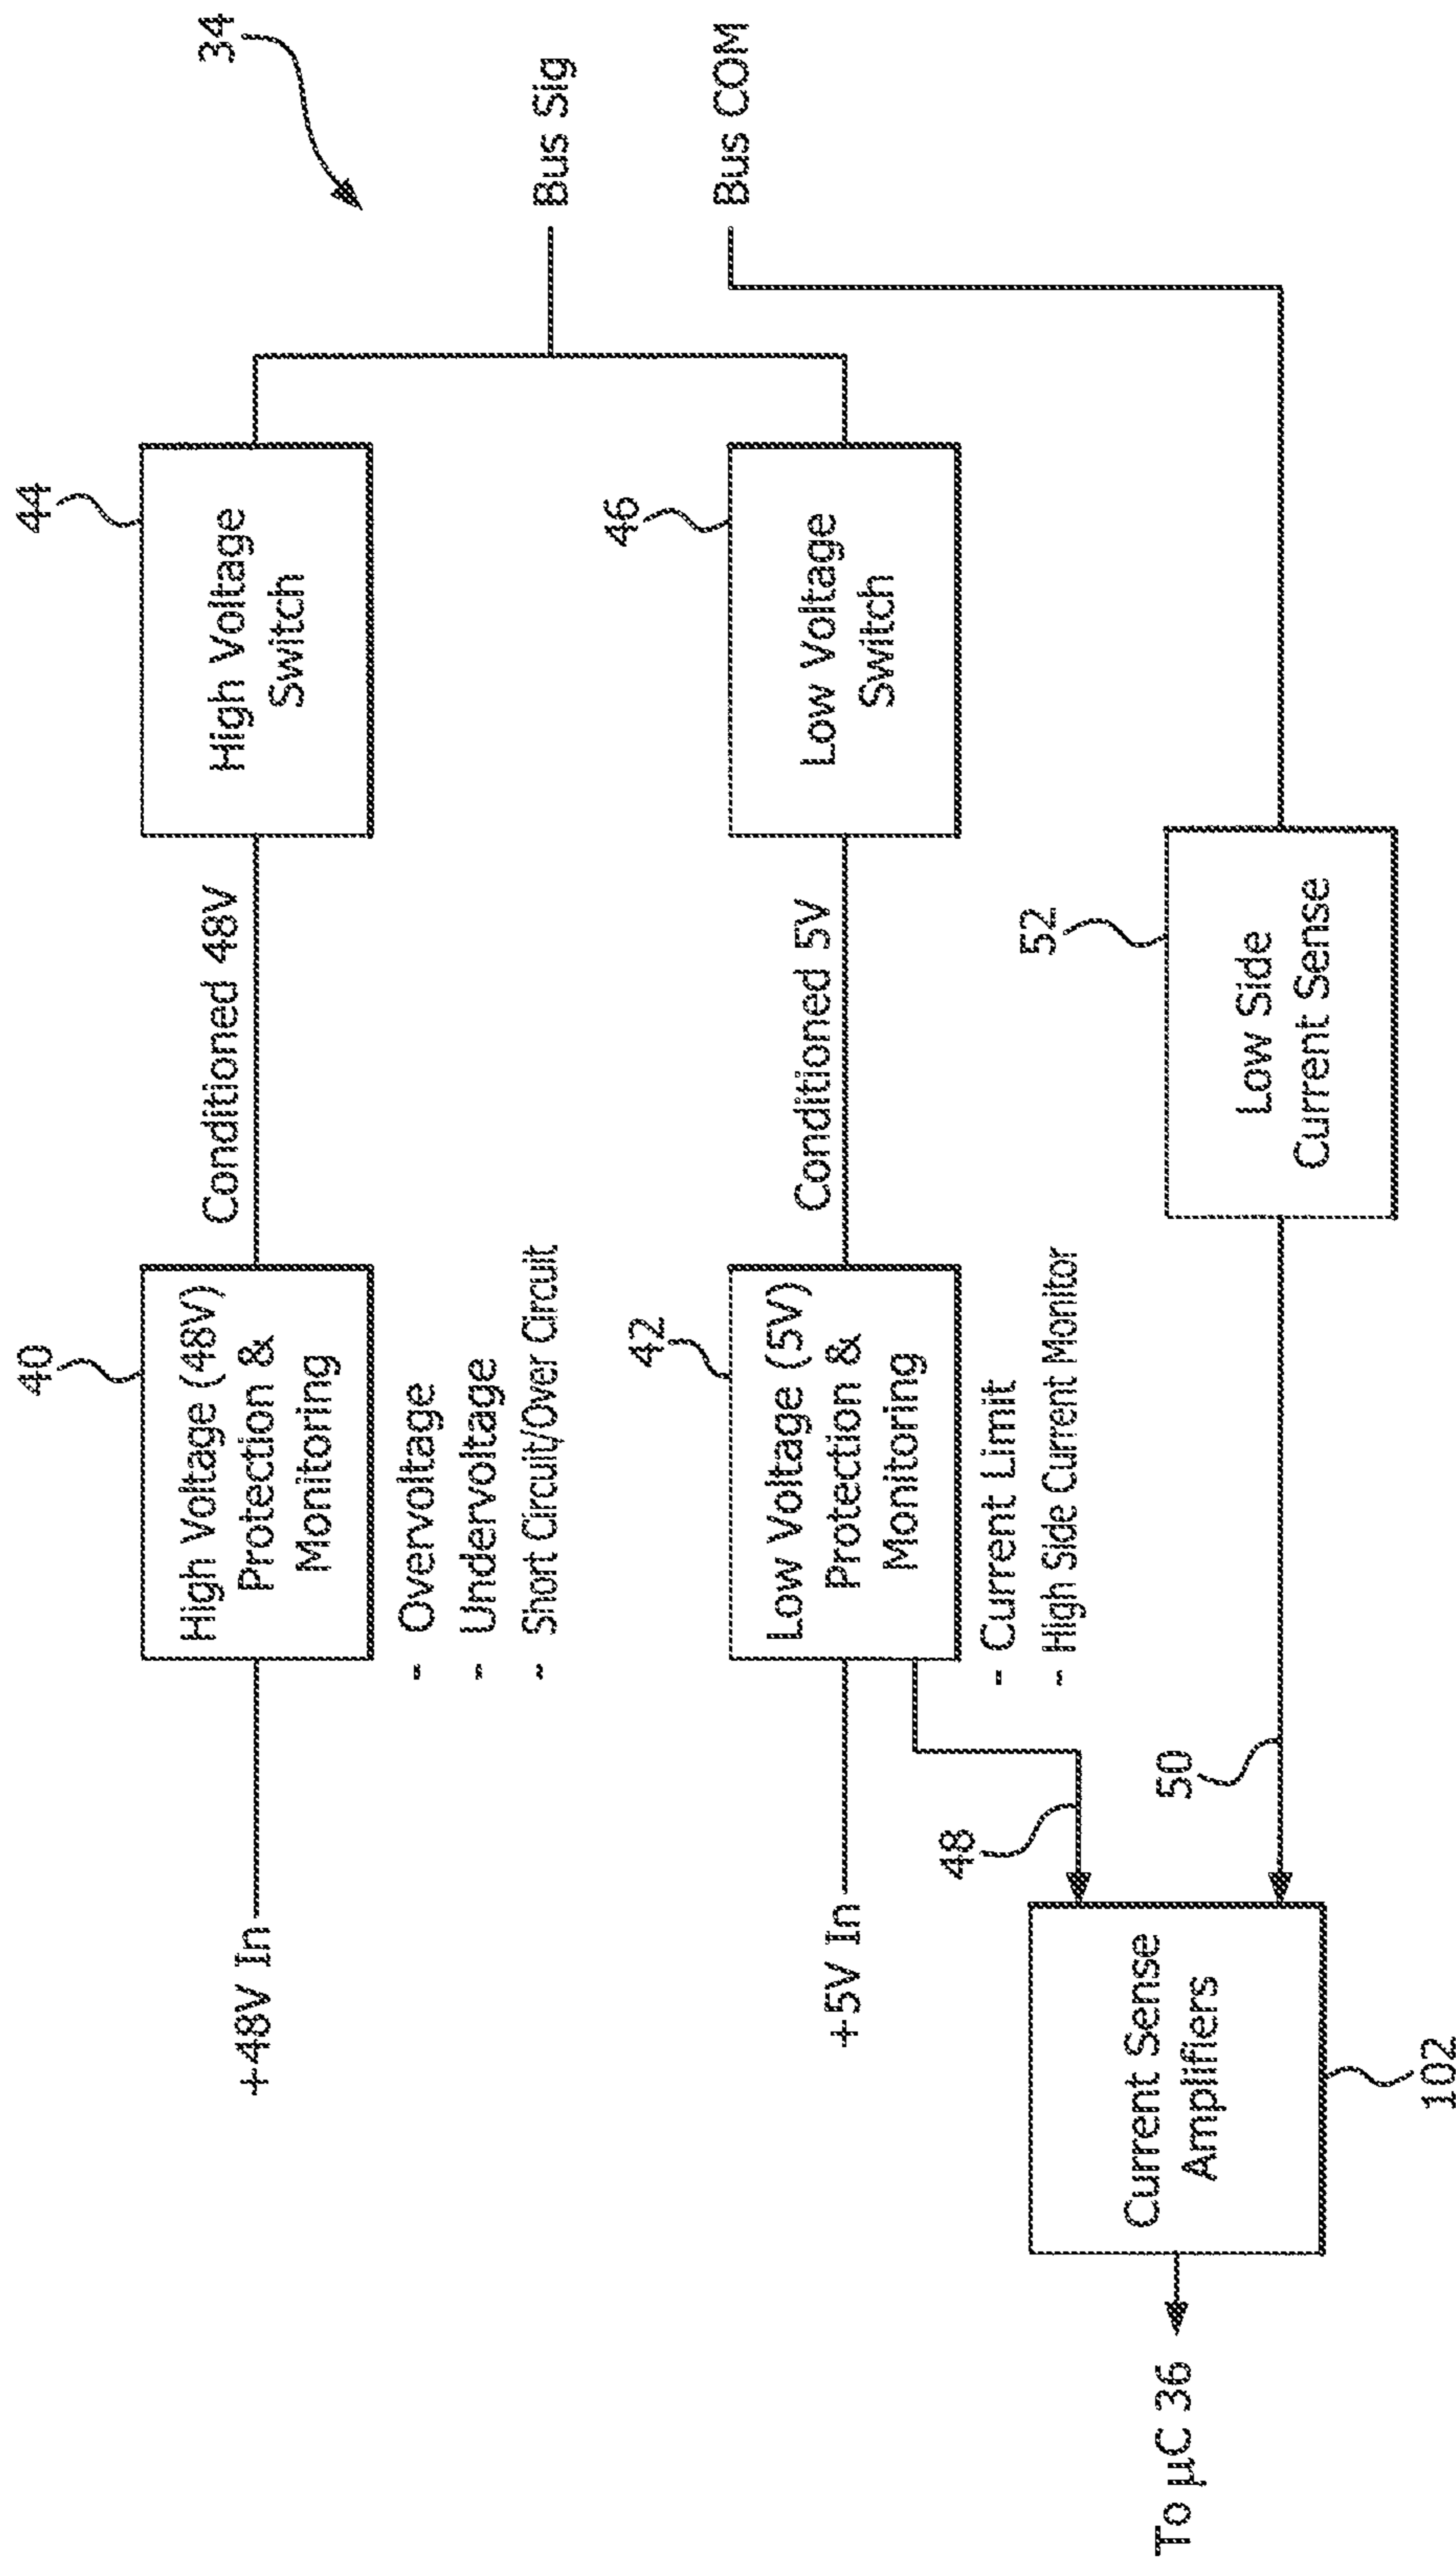 34
44
40
+48V In
High Voltage (48V)
Protection &
Monitoring
Conditioned 48V
High Voltage
Switch
- Overvoltage
- Undervoltage
- Short Circuit/Over Circuit
Bus Sig
46
42
+5V In
Low Voltage (5V)
Protection &
Monitoring
Conditioned 5V
Low Voltage
Switch
Bus COM
- Current Limit
- High Side Current Monitor
48
52
50
To µC 36
Current Sense
Amplifiers
Low Side
Current Sense
102